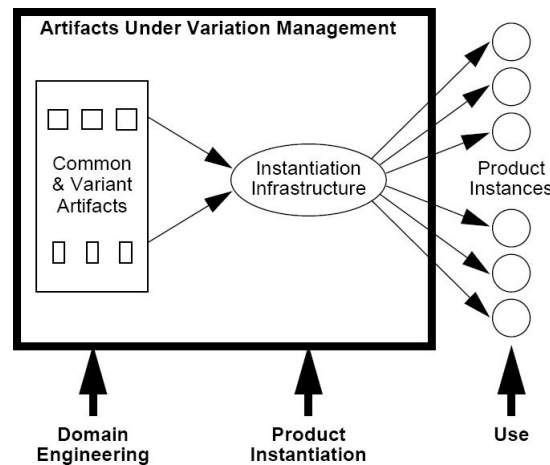 Artifacts Under Variation Management
Common
& Variant
Artifacts
Instantiation
Infrastructure
Product
Instances
Domain
Engineering
Product
Instantiation
Use